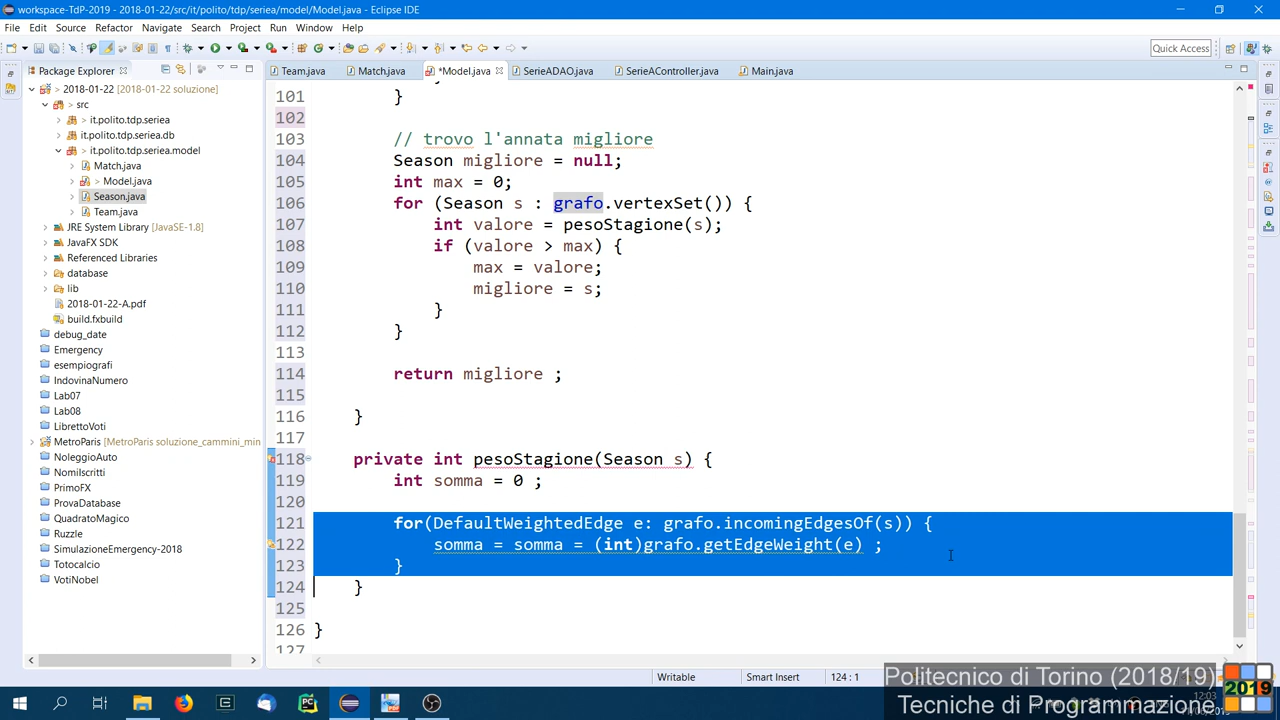 workspace-TdP-2019 - 2018-01-22/src/it/polito/tdp/seriea/model/Model.java - Eclipse IDE
File Edit Source Refactor Navigate Search Project Run Window Help
Quick Access
Package Explorer
Team.java Match.java *Model.java SerieADAO.java SerieAController.java Main.java
2018-01-22 [2018-01-22 soluzione]
src
it.polito.tdp.seriea
it.polito.tdp.seriea.db
it.polito.tdp.seriea.model
Match.java
Model.java
Season.java
Team.java
JRE System Library [JavaSE-1.8]
JavaFX SDK
Referenced Libraries
database
lib
2018-01-22-A.pdf
build.fxbuild
debug_date
Emergency
esempiografi
IndovinaNumero
Lab07
Lab08
LibrettoVoti
MetroParis [MetroParis soluzione_cammini_min
NoleggioAuto
NomiIscritti
PrimoFX
ProvaDatabase
QuadratoMagico
Ruzzle
SimulazioneEmergency-2018
Totocalcio
VotiNobel
101 }
102
103 // trovo l'annata migliore
104 Season migliore = null;
105 int max = 0;
106 for (Season s : grafo.vertexSet()) {
107 int valore = pesoStagione(s);
108 if (valore > max) {
109 max = valore;
110 migliore = s;
111 }
112 }
113
114 return migliore ;
115
116 }
117
118 private int pesoStagione(Season s) {
119 int somma = 0 ;
120
121 for(DefaultWeightedEdge e: grafo.incomingEdgesOf(s)) {
122 somma = somma = (int)grafo.getEdgeWeight(e) ;
123 }
124 }
125
126 }
127
Writable Smart Insert 124 : 1
Politecnico di Torino (2018/19)
Tecniche di Programmazione
2019
12:03